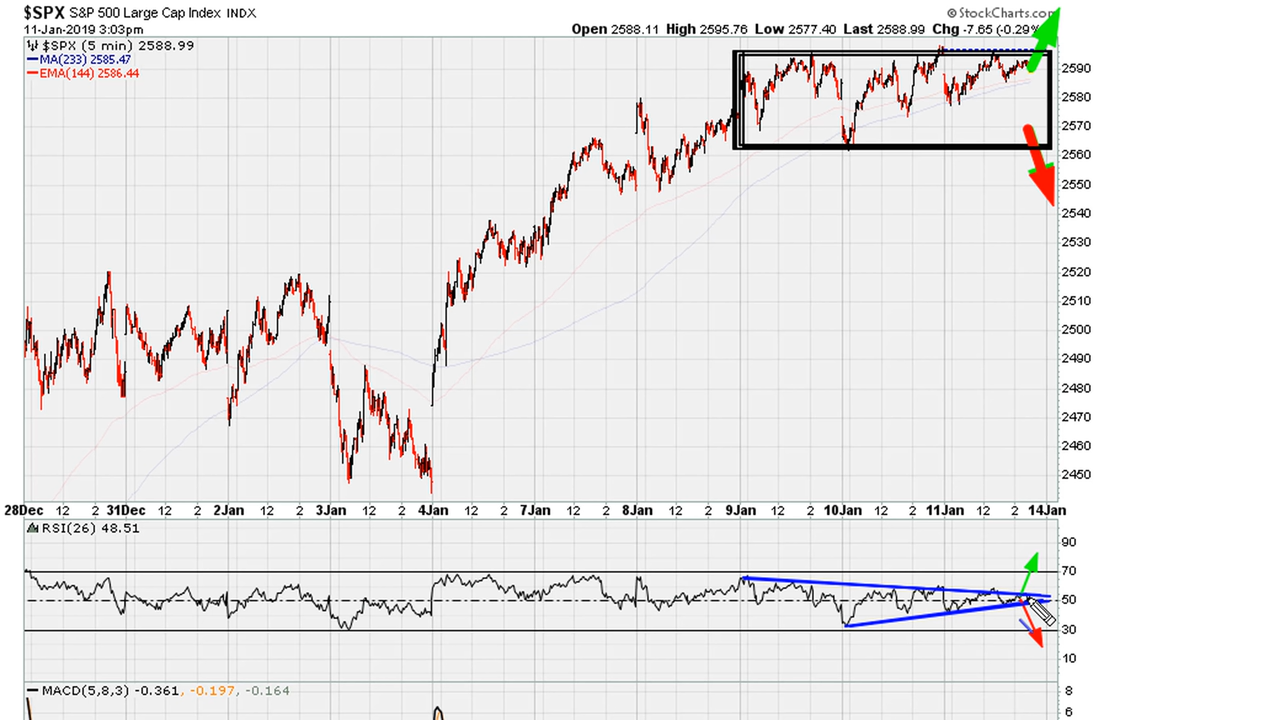 $SPX S&P 500 Large Cap Index INDX
© StockCharts.com
11-Jan-2019 3:03pm
Open 2588.11 High 2595.76 Low 2577.40 Last 2588.99 Chg -7.65 (-0.29%
$SPX (5 min) 2588.99
MA(233) 2585.47
EMA(144) 2586.44
2590
2580
2570
2560
2550
2540
2530
2520
2510
2500
2490
2480
2470
2460
2450
28Dec 12 2 31Dec 12 2 2Jan 12 2 3Jan 12 2 4Jan 12 2 7Jan 12 2 8Jan 12 2 9Jan 12 2 10Jan 12 2 11Jan 12 2 14Jan
RSI(26) 48.51
90
70
50
30
10
MACD(5,8,3) -0.361, -0.197, -0.164
8
6